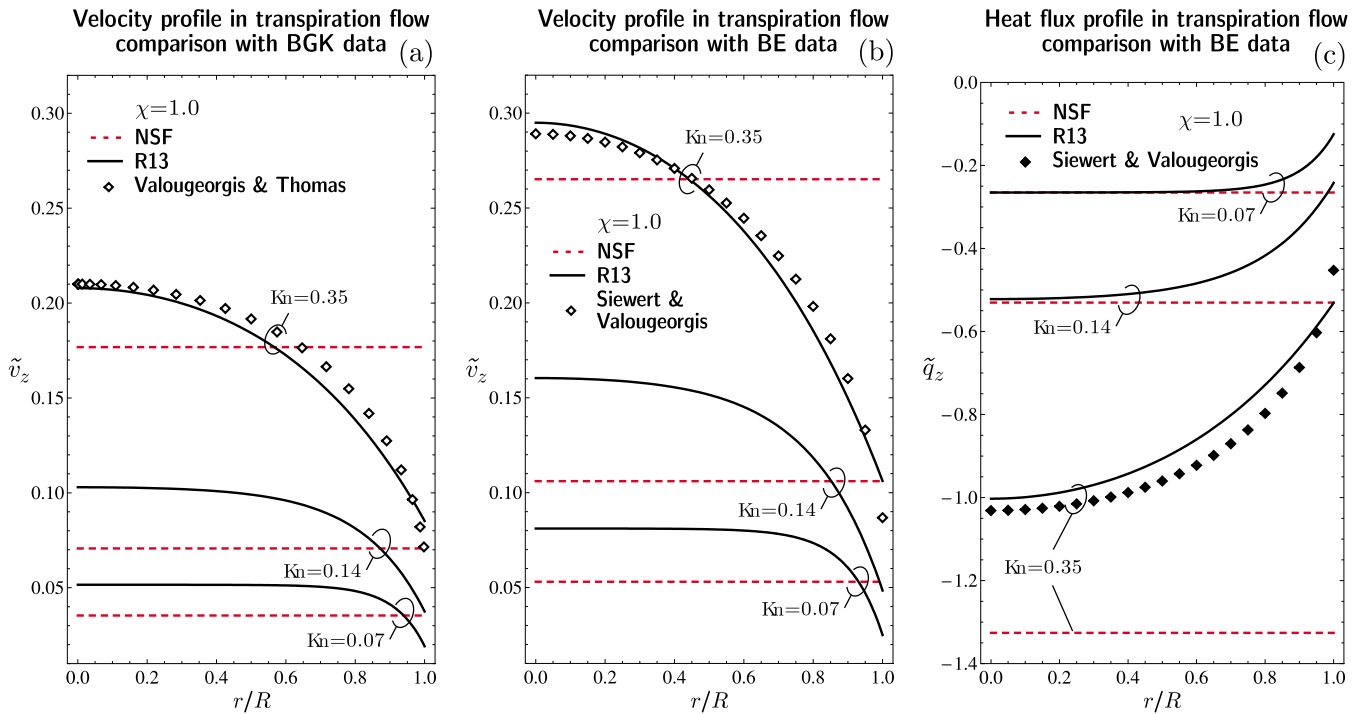 Velocity profile in transpiration flow
comparison with BGK data
(a)
χ=1.0
NSF
R13
Valougeorgis & Thomas
Kn=0.35
Kn=0.14
Kn=0.07
ṽz
0.30
0.25
0.20
0.15
0.10
0.05
0.0
0.2
0.4
0.6
0.8
1.0
r/R
Velocity profile in transpiration flow
comparison with BE data
(b)
Kn=0.35
χ=1.0
NSF
R13
Siewert &
Valougeorgis
Kn=0.14
Kn=0.07
ṽz
0.30
0.25
0.20
0.15
0.10
0.05
0.0
0.2
0.4
0.6
0.8
1.0
r/R
Heat flux profile in transpiration flow
comparison with BE data
(c)
NSF
R13
χ=1.0
Siewert & Valougeorgis
Kn=0.07
Kn=0.14
Kn=0.35
q̃z
0.0
−0.2
−0.4
−0.6
−0.8
−1.0
−1.2
−1.4
0.0
0.2
0.4
0.6
0.8
1.0
r/R